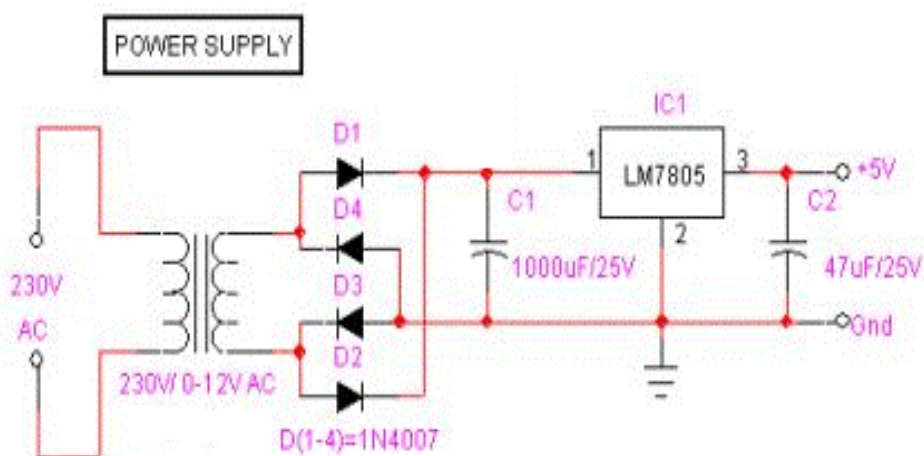 POWER SUPPLY
IC1
D1
1
LM7805
3
+5V
D4
C1
C2
2
230V
D3
1000uF/25V
47uF/25V
AC
D2
Gnd
230V/ 0-12V AC
D(1-4)=1N4007